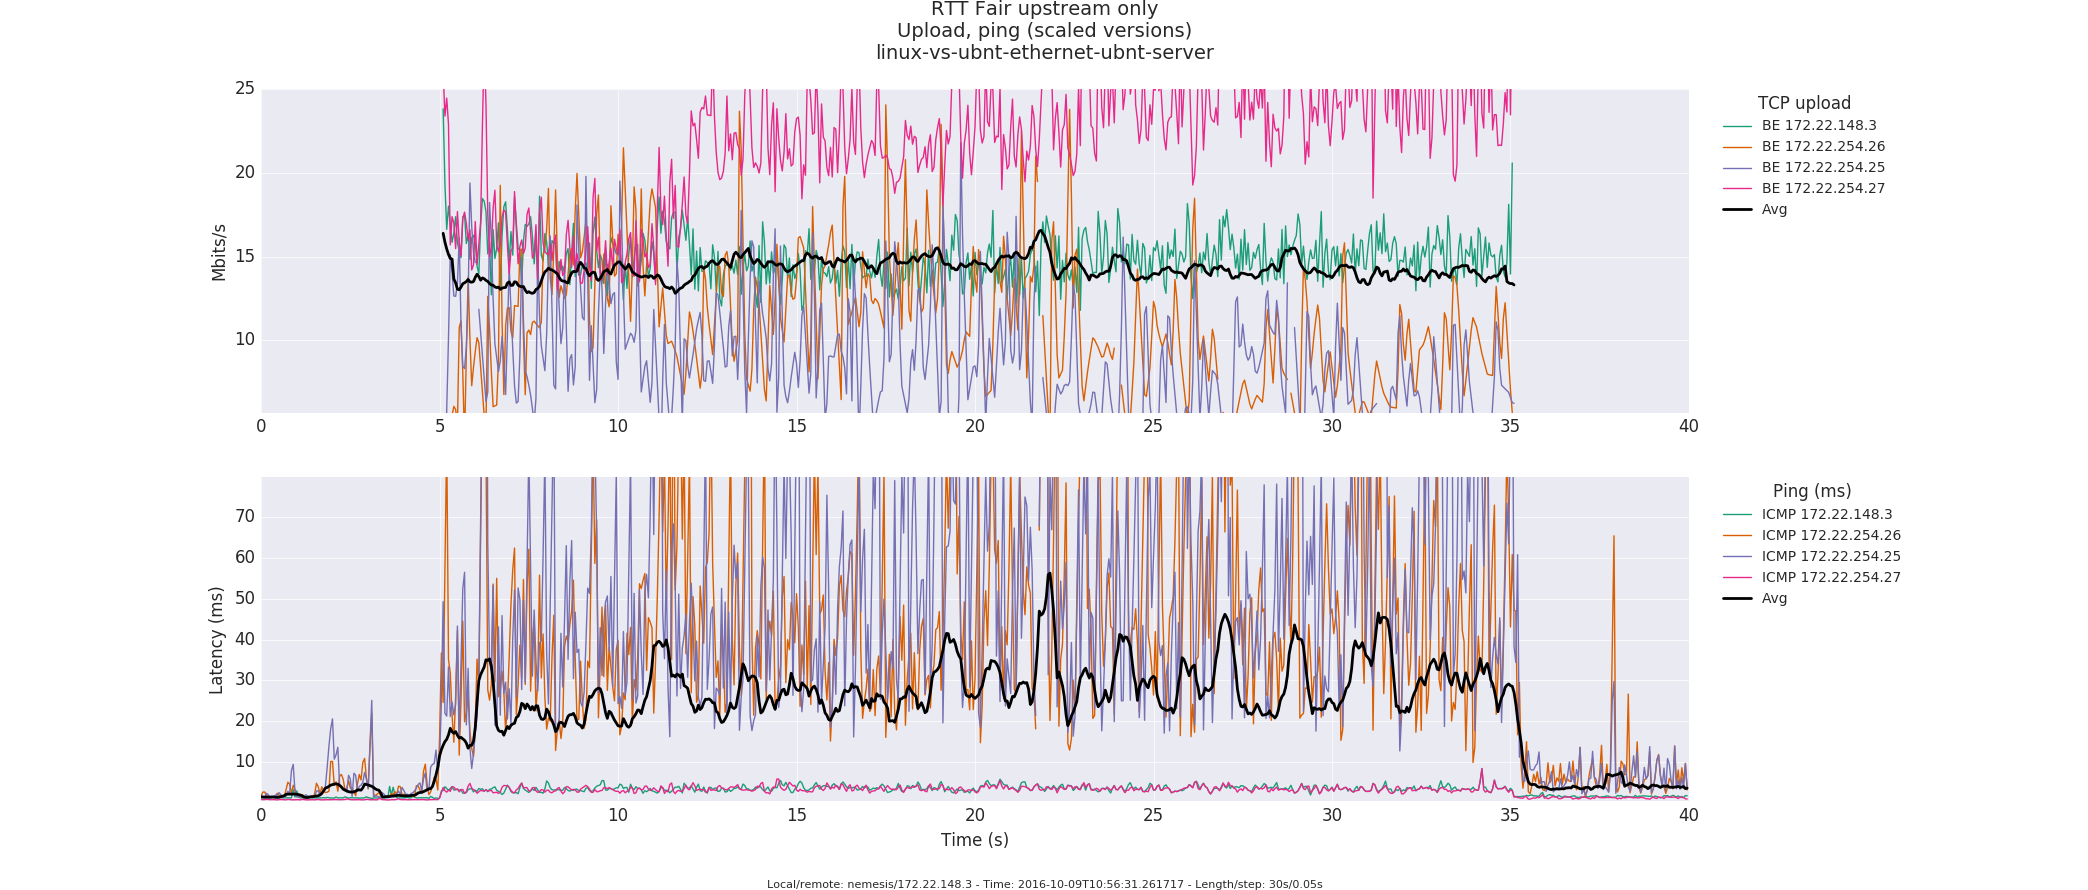 RTT Fair upstream only
Upload, ping (scaled versions)
linux-vs-ubnt-ethernet-ubnt-server
25
20
15
10
Mbits/s
0 5 10 15 20 25 30 35 40
TCP upload
BE 172.22.148.3
BE 172.22.254.26
BE 172.22.254.25
BE 172.22.254.27
Avg
70
60
50
40
30
20
10
Latency (ms)
0 5 10 15 20 25 30 35 40
Time (s)
Ping (ms)
ICMP 172.22.148.3
ICMP 172.22.254.26
ICMP 172.22.254.25
ICMP 172.22.254.27
Avg
Local/remote: nemesis/172.22.148.3 - Time: 2016-10-09T10:56:31.261717 - Length/step: 30s/0.05s